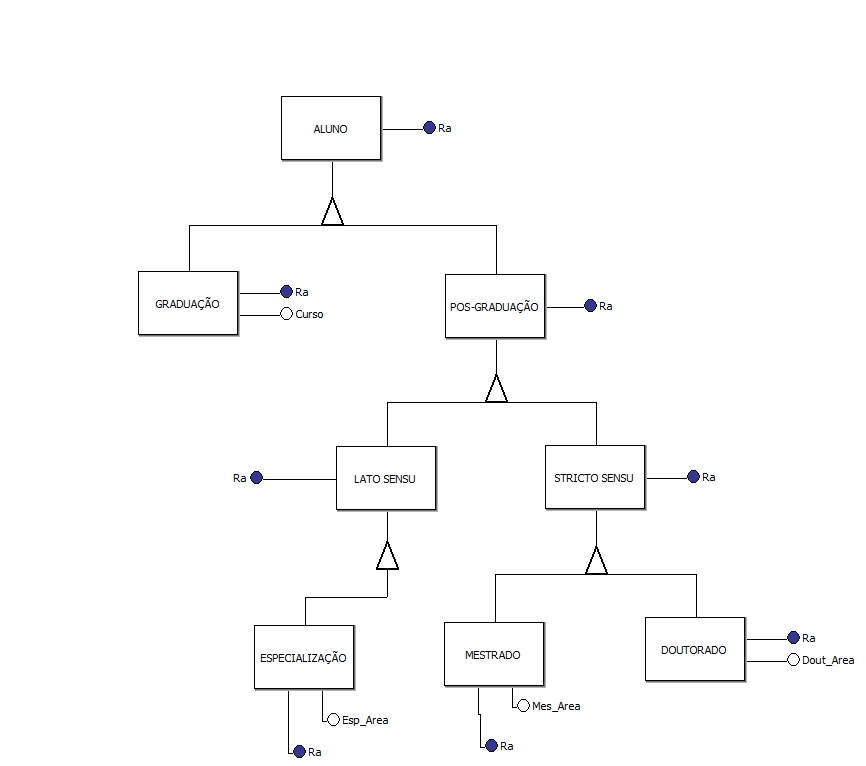 ALUNO
Ra
GRADUAÇÃO
Ra
Curso
POS-GRADUAÇÃO
Ra
Ra
LATO SENSU
STRICTO SENSU
Ra
ESPECIALIZAÇÃO
Esp_Area
Ra
MESTRADO
Mes_Area
Ra
DOUTORADO
Ra
Dout_Area